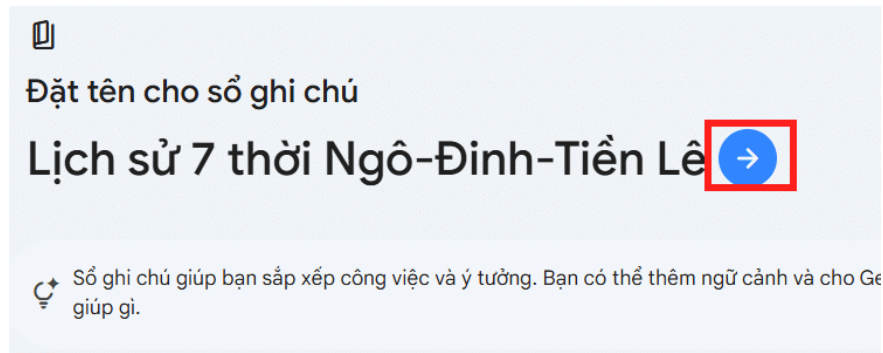 Đặt tên cho sổ ghi chú
Lịch sử 7 thời Ngô-Đinh-Tiền Lê
Sổ ghi chú giúp bạn sắp xếp công việc và ý tưởng. Bạn có thể thêm ngữ cảnh và cho Ge
giúp gì.